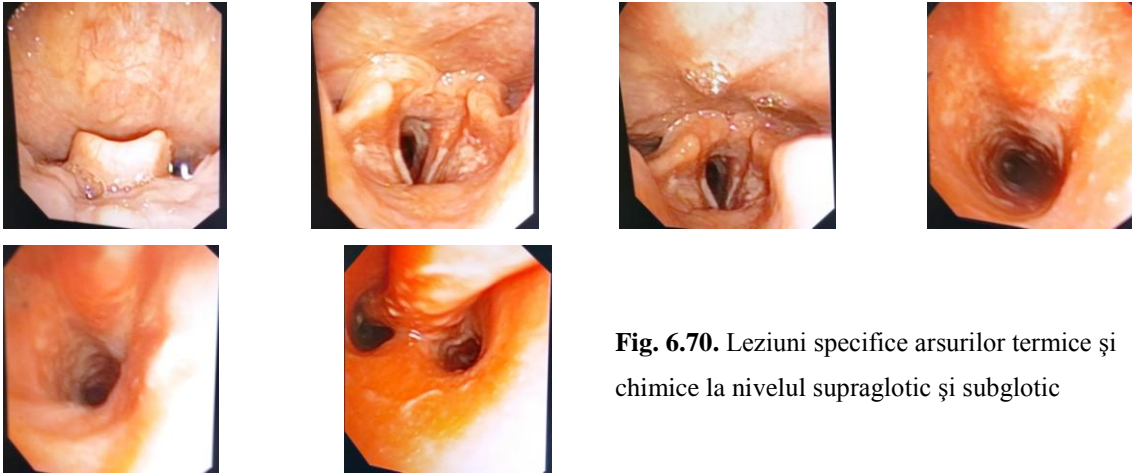 Fig. 6.70. Leziuni specifice arsurilor termice şi
chimice la nivelul supraglotic şi subglotic